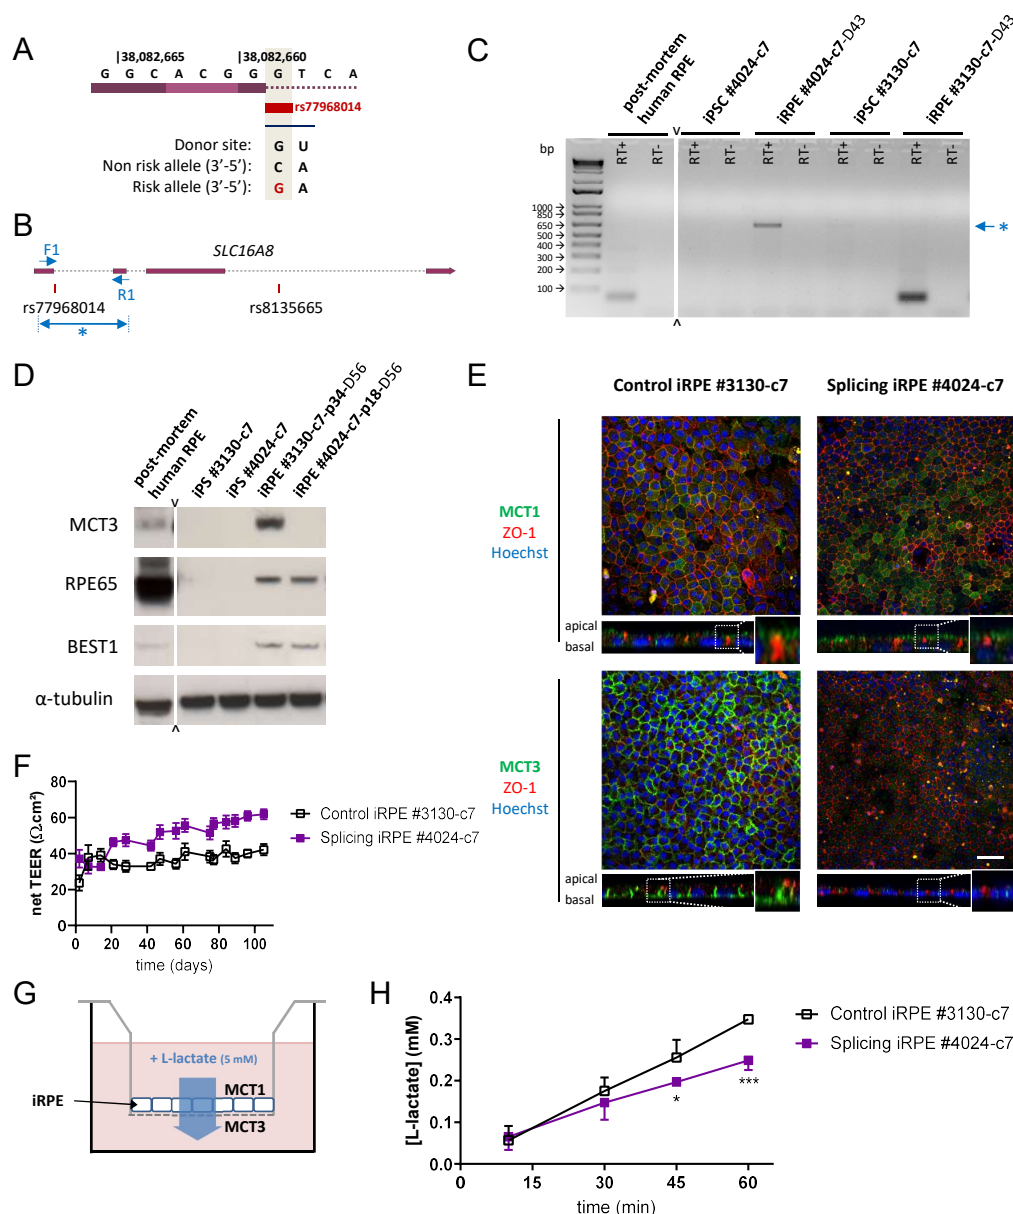 A
38,082,665
38,082,660
G G C A C G G G T C A
rs77968014
Donor site: G U
Non risk allele (3'-5'): C A
Risk allele (3'-5'): G A
B
F1
SLC16A8
R1
rs77968014
rs8135665
*
C
post-mortem
human RPE
iPSC #4024-c7
iRPE #4024-c7-D43
iPSC #3130-c7
iRPE #3130-c7-D43
v
bp
RT+ RT- RT+ RT- RT+ RT- RT+ RT- RT+ RT-
1000
850
650
500
400
300
200
100
*
^
D
post-mortem
human RPE
iPS #3130-c7
iPS #4024-c7
iRPE #3130-c7-p34-D56
iRPE #4024-c7-p18-D56
v
MCT3
RPE65
BEST1
α-tubulin
^
E
Control iRPE #3130-c7
Splicing iRPE #4024-c7
MCT1
ZO-1
Hoechst
apical
basal
MCT3
ZO-1
Hoechst
apical
basal
F
net TEER (Ω.cm²)
80
60
40
20
0
0 20 40 60 80 100
time (days)
Control iRPE #3130-c7
Splicing iRPE #4024-c7
G
+ L-lactate (5 mM)
MCT1
iRPE
MCT3
H
[L-lactate] (mM)
0.4
0.3
0.2
0.1
0.0
0 15 30 45 60
time (min)
*
***
Control iRPE #3130-c7
Splicing iRPE #4024-c7